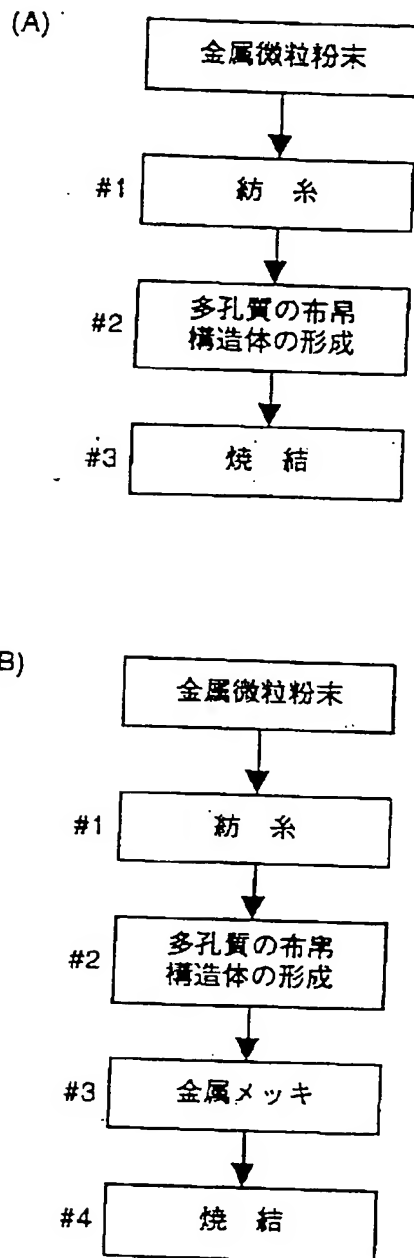 (A)
金属微粒粉末
#1 紡 糸
#2 多孔質の布帛
構造体の形成
#3 焼 結
B)
金属微粒粉末
#1 紡 糸
#2 多孔質の布帛
構造体の形成
#3 金属メッキ
#4 焼 結